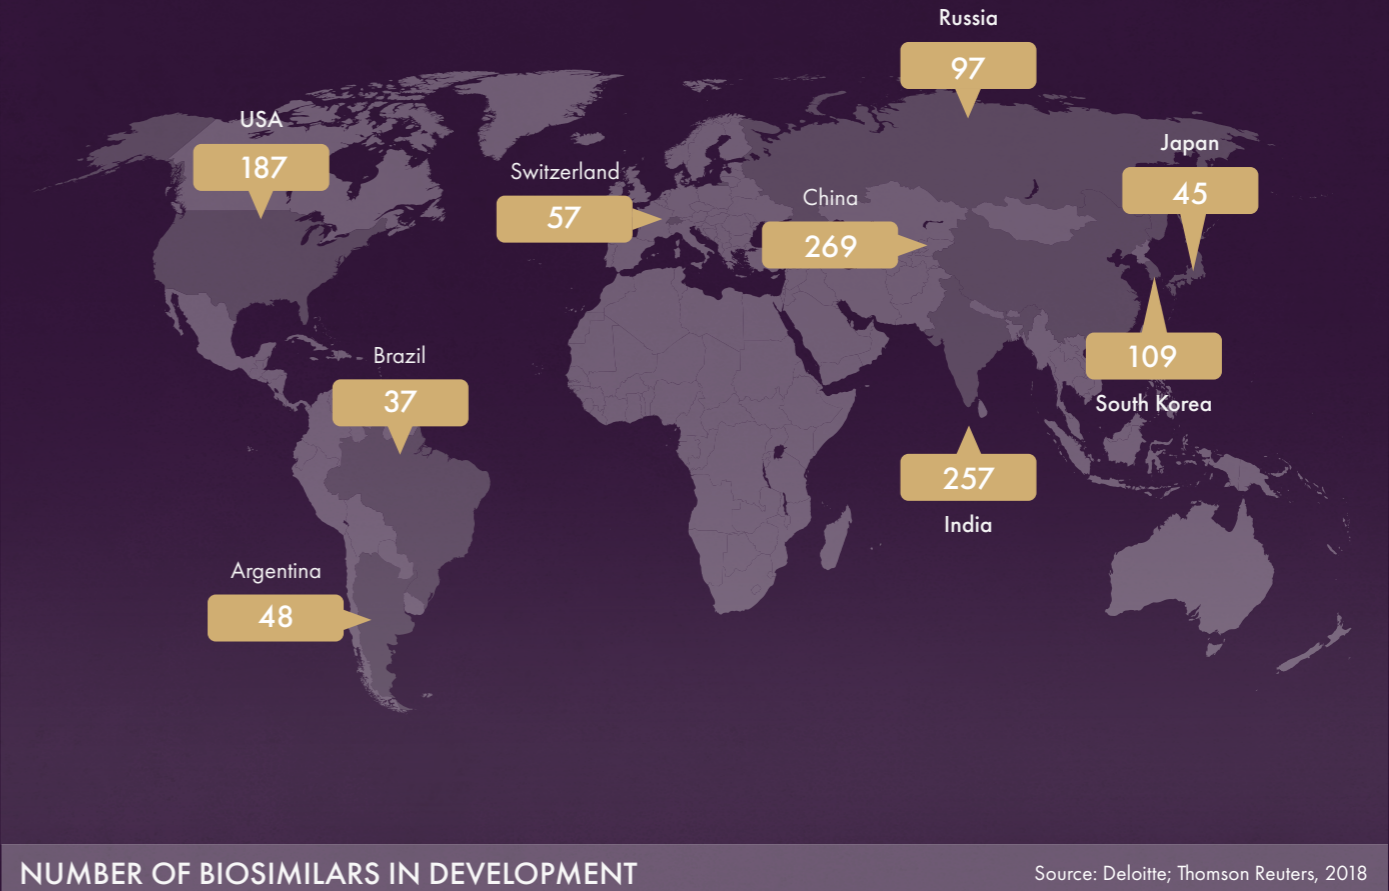 Russia
97
USA
187
Japan
45
Switzerland
57
China
269
Brazil
37
109
South Korea
257
India
Argentina
48
NUMBER OF BIOSIMILARS IN DEVELOPMENT
Source: Deloitte; Thomson Reuters, 2018